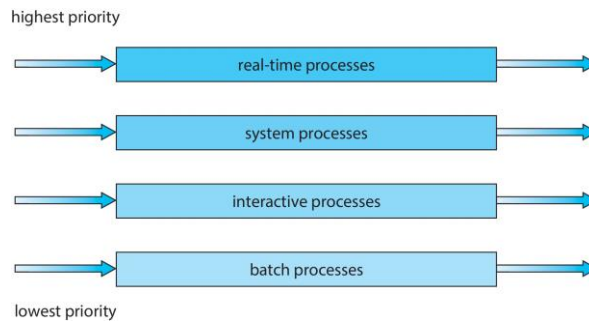 highest priority
real-time processes
system processes
interactive processes
batch processes
lowest priority